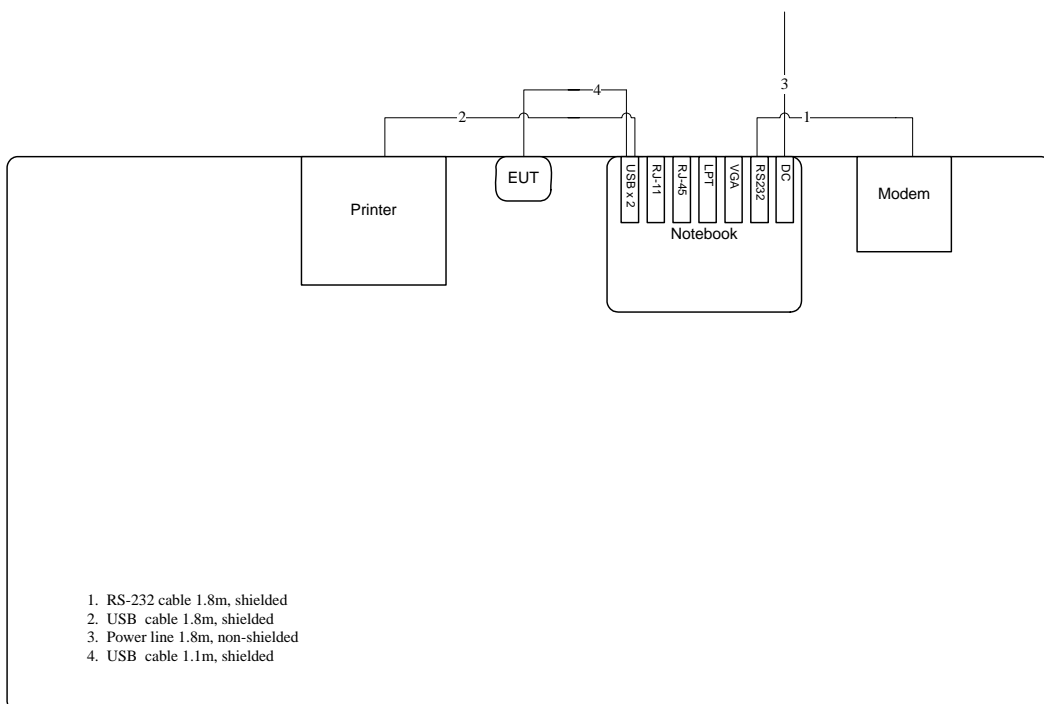 3
4
2
1
EUT
Printer
USB x 2
RJ-11
RJ-45
LPT
VGA
RS232
DC
Modem
Notebook
1. RS-232 cable 1.8m, shielded
2. USB cable 1.8m, shielded
3. Power line 1.8m, non-shielded
4. USB cable 1.1m, shielded